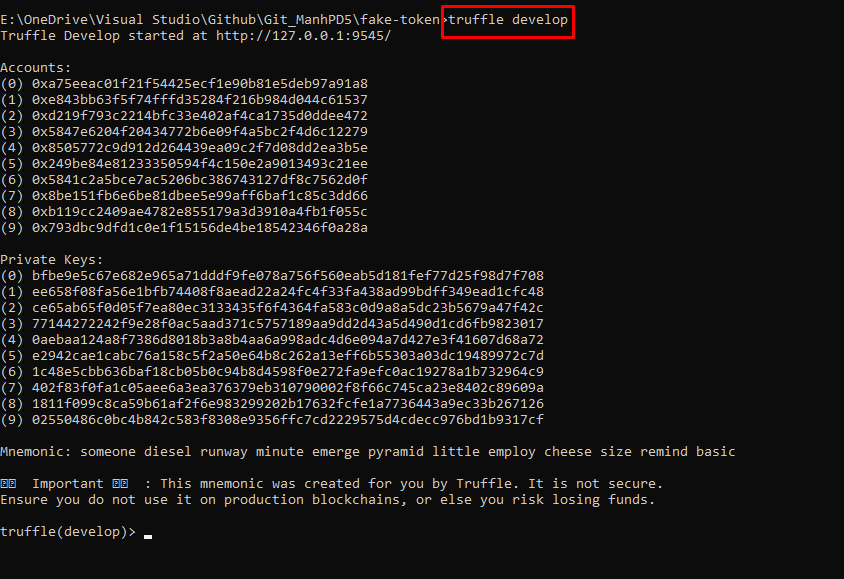 E:\OneDrive\Visual Studio\Github\Git_ManhPD5\fake-token>truffle develop
Truffle Develop started at http://127.0.0.1:9545/
Accounts:
(0) 0xa75eeac01f21f54425ecf1e90b81e5deb97a91a8
(1) 0xe843bb63f5f74fffd35284f216b984d044c61537
(2) 0xd219f793c2214bfc33e402af4ca1735d0ddee472
(3) 0x5847e6204f20434772b6e09f4a5bc2f4d6c12279
(4) 0x8505772c9d912d264439ea09c2f7d08dd2ea3b5e
(5) 0x249be84e81233350594f4c150e2a9013493c21ee
(6) 0x5841c2a5bce7ac5206bc386743127df8c7562d0f
(7) 0x8be151fb6e6be81dbee5e99aff6baf1c85c3dd66
(8) 0xb119cc2409ae4782e855179a3d3910a4fb1f055c
(9) 0x793dbc9dfd1c0e1f15156de4be18542346f0a28a
Private Keys:
(0) bfbe9e5c67e682e965a71dddf9fe078a756f560eab5d181fef77d25f98d7f708
(1) ee658f08fa56e1bfb74408f8aead22a24fc4f33fa438ad99bdff349ead1cfc48
(2) ce65ab65f0d05f7ea80ec3133435f6f4364fa583c0d9a8a5dc23b5679a47f42c
(3) 77144272242f9e28f0ac5aad371c5757189aa9dd2d43a5d490d1cd6fb9823017
(4) 0aebaa124a8f7386d8018b3a8b4aa6a998adc4d6e094a7d427e3f41607d68a72
(5) e2942cae1cabc76a158c5f2a50e64b8c262a13eff6b55303a03dc19489972c7d
(6) 1c48e5cbb636baf18cb05b0c94b8d4598f0e272fa9efc0ac19278a1b732964c9
(7) 402f83f0fa1c05aee6a3ea376379eb310790002f8f66c745ca23e8402c89609a
(8) 1811f099c8ca59b61af2f6e983299202b17632fcfe1a7736443a9ec33b267126
(9) 02550486c0bc4b842c583f8308e9356ffc7cd2229575d4cdecc976bd1b9317cf
Mnemonic: someone diesel runway minute emerge pyramid little employ cheese size remind basic
Important : This mnemonic was created for you by Truffle. It is not secure.
Ensure you do not use it on production blockchains, or else you risk losing funds.
truffle(develop)>